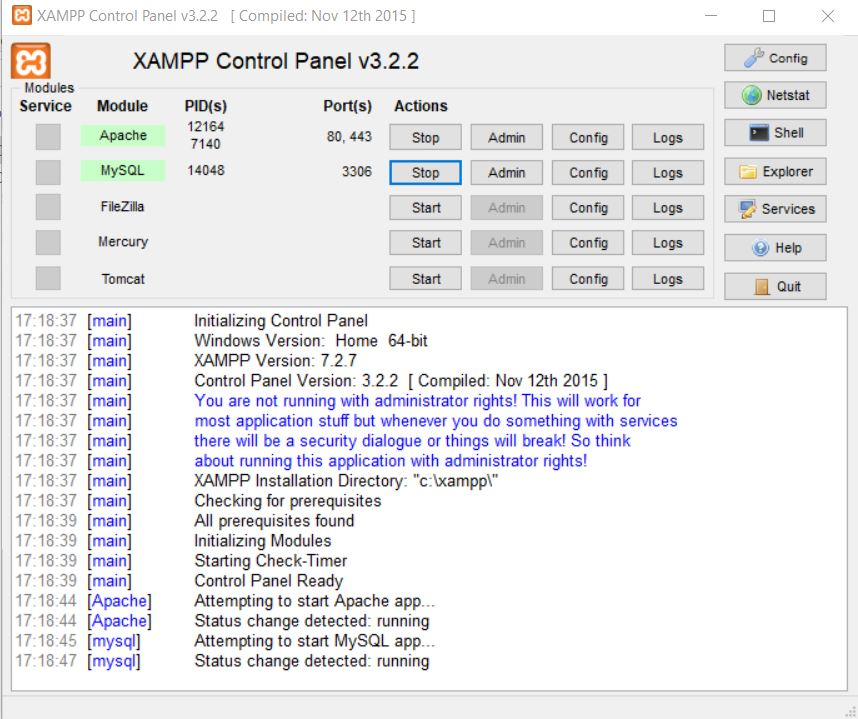 XAMPP Control Panel v3.2.2 [ Compiled: Nov 12th 2015 ]
XAMPP Control Panel v3.2.2
Config
Modules
Service Module PID(s) Port(s) Actions
Netstat
Apache 12164 7140 80, 443 Stop Admin Config Logs
Shell
MySQL 14048 3306 Stop Admin Config Logs
Explorer
FileZilla Start Admin Config Logs
Services
Mercury Start Admin Config Logs
Help
Tomcat Start Admin Config Logs
Quit
17:18:37 [main] Initializing Control Panel
17:18:37 [main] Windows Version: Home 64-bit
17:18:37 [main] XAMPP Version: 7.2.7
17:18:37 [main] Control Panel Version: 3.2.2 [ Compiled: Nov 12th 2015 ]
17:18:37 [main] You are not running with administrator rights! This will work for
17:18:37 [main] most application stuff but whenever you do something with services
17:18:37 [main] there will be a security dialogue or things will break! So think
17:18:37 [main] about running this application with administrator rights!
17:18:37 [main] XAMPP Installation Directory: "c:\xampp\"
17:18:37 [main] Checking for prerequisites
17:18:39 [main] All prerequisites found
17:18:39 [main] Initializing Modules
17:18:39 [main] Starting Check-Timer
17:18:39 [main] Control Panel Ready
17:18:44 [Apache] Attempting to start Apache app...
17:18:44 [Apache] Status change detected: running
17:18:45 [mysql] Attempting to start MySQL app...
17:18:47 [mysql] Status change detected: running